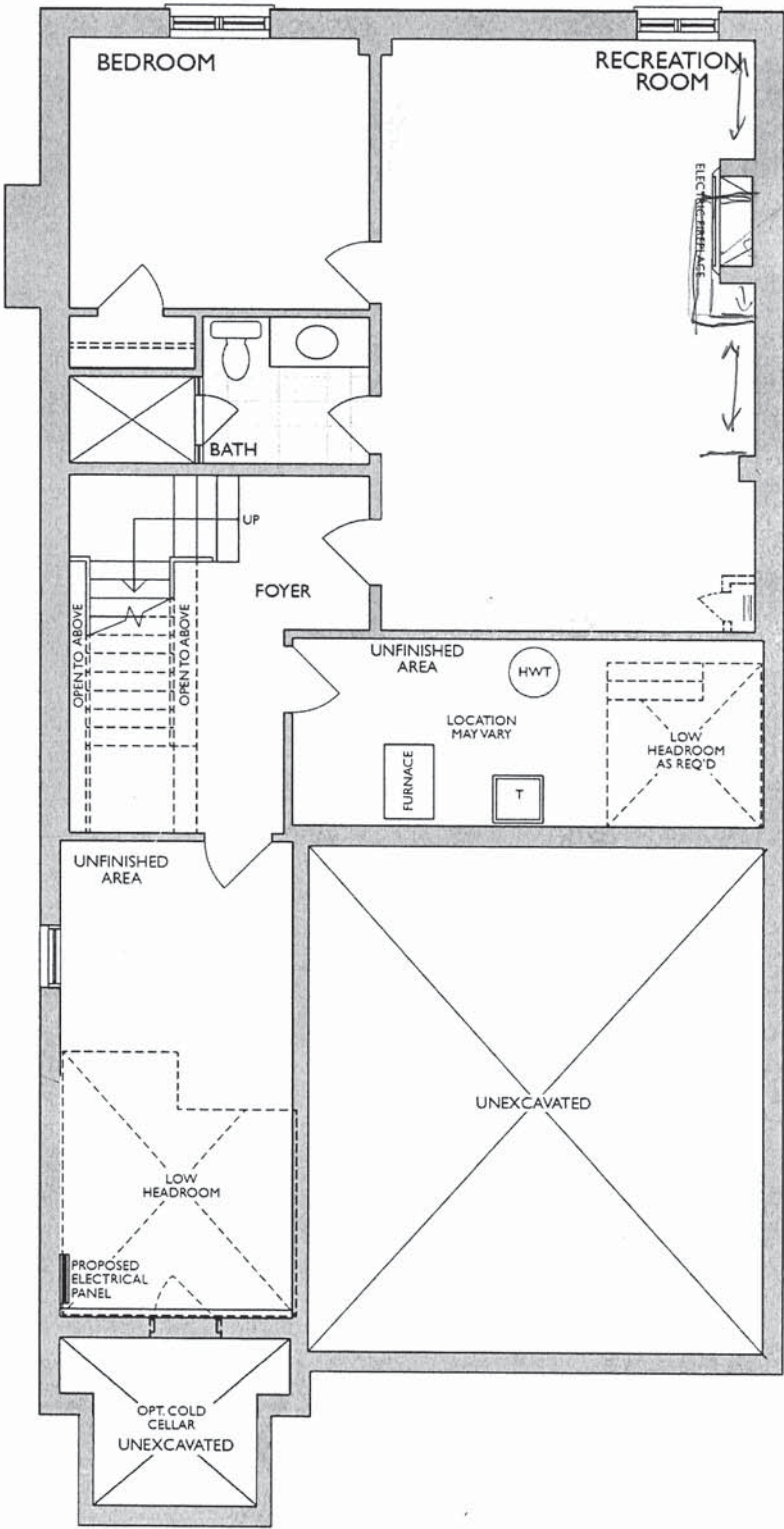 BEDROOM
RECREATION
ROOM
ELECTRIC FIREPLACE
BATH
UP
FOYER
OPEN TO ABOVE
OPEN TO ABOVE
UNFINISHED
AREA
HWT
LOCATION
MAY VARY
LOW
HEADROOM
AS REQ'D
FURNACE
T
UNFINISHED
AREA
UNEXCAVATED
LOW
HEADROOM
PROPOSED
ELECTRICAL
PANEL
OPT. COLD
CELLAR
UNEXCAVATED